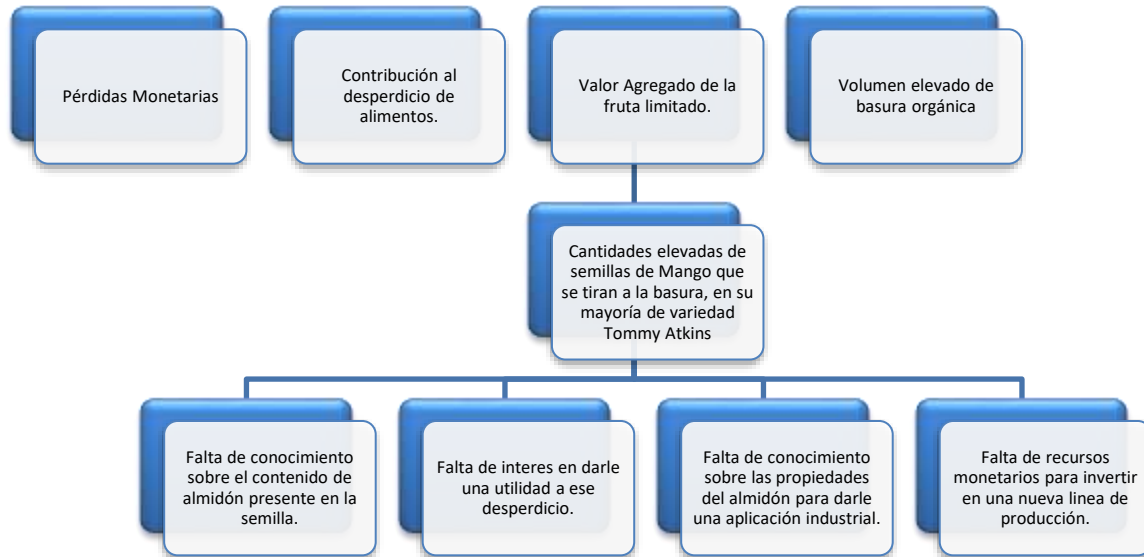 Pérdidas Monetarias
Contribución al
desperdicio de
alimentos.
Valor Agregado de la
fruta limitado.
Volumen elevado de
basura orgánica
Cantidades elevadas de
semillas de Mango que
se tiran a la basura, en su
mayoría de variedad
Tommy Atkins
Falta de conocimiento
sobre el contenido de
almidón presente en la
semilla.
Falta de interes en darle
una utilidad a ese
desperdicio.
Falta de conocimiento
sobre las propiedades
del almidón para darle
una aplicación industrial.
Falta de recursos
monetarios para invertir
en una nueva linea de
producción.